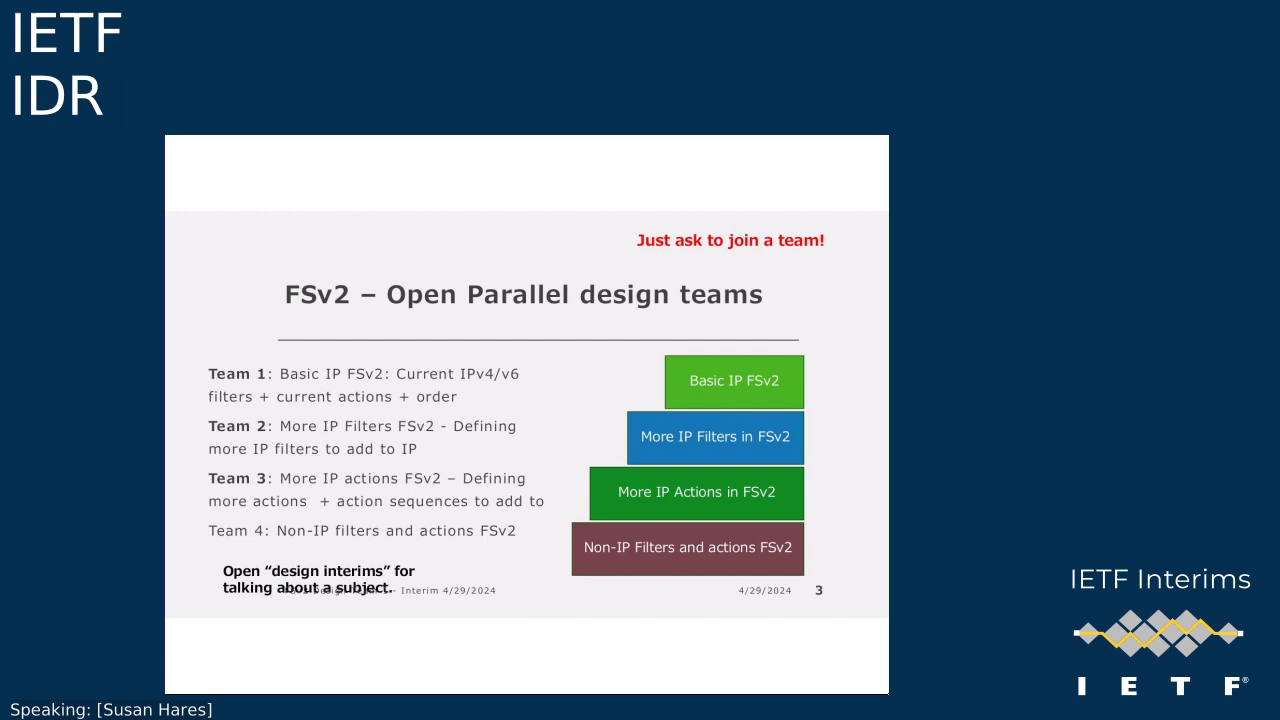 IETF
IDR
Just ask to join a team!
FSv2 – Open Parallel design teams
Team 1: Basic IP FSv2: Current IPv4/v6
filters + current actions + order
Team 2: More IP Filters FSv2 - Defining
more IP filters to add to IP
Team 3: More IP actions FSv2 – Defining
more actions + action sequences to add to
Team 4: Non-IP filters and actions FSv2
Basic IP FSv2
More IP Filters in FSv2
More IP Actions in FSv2
Non-IP Filters and actions FSv2
Open “design interims” for
talking about a subject.
- Interim 4/29/2024
4/29/2024
3
IETF Interims
I E T F®
Speaking: [Susan Hares]